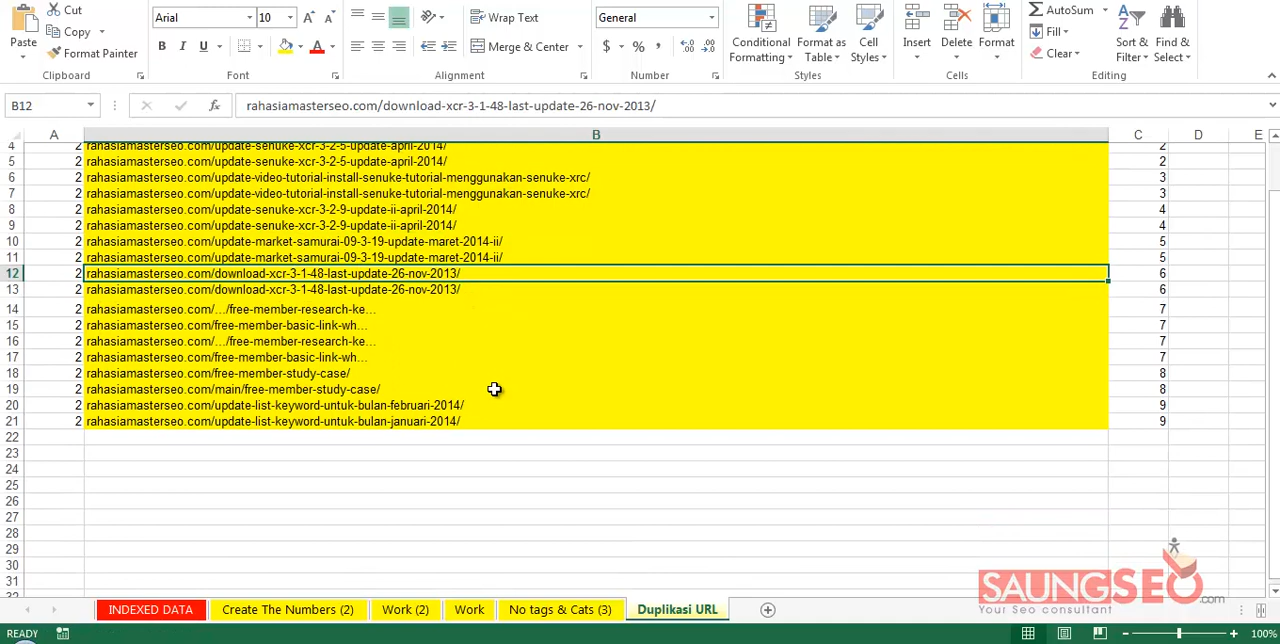 Cut
Copy
Format Painter
Paste
Clipboard
Arial
10
B I U
Font
Wrap Text
Merge & Center
Alignment
General
$ % ,
Number
Conditional Formatting
Format as Table
Cell Styles
Styles
Insert
Delete
Format
Cells
AutoSum
Fill
Clear
Sort & Filter
Find & Select
Editing
B12
fx
rahasiamasterseo.com/download-xcr-3-1-48-last-update-26-nov-2013/
A B C D E
4 2 rahasiamasterseo.com/update-senuke-xcr-3-2-5-update-april-2014/ 2
5 2 rahasiamasterseo.com/update-senuke-xcr-3-2-5-update-april-2014/ 2
6 2 rahasiamasterseo.com/update-video-tutorial-install-senuke-tutorial-menggunakan-senuke-xrc/ 3
7 2 rahasiamasterseo.com/update-video-tutorial-install-senuke-tutorial-menggunakan-senuke-xrc/ 3
8 2 rahasiamasterseo.com/update-senuke-xcr-3-2-9-update-ii-april-2014/ 4
9 2 rahasiamasterseo.com/update-senuke-xcr-3-2-9-update-ii-april-2014/ 4
10 2 rahasiamasterseo.com/update-market-samurai-09-3-19-update-maret-2014-ii/ 5
11 2 rahasiamasterseo.com/update-market-samurai-09-3-19-update-maret-2014-ii/ 5
12 2 rahasiamasterseo.com/download-xcr-3-1-48-last-update-26-nov-2013/ 6
13 2 rahasiamasterseo.com/download-xcr-3-1-48-last-update-26-nov-2013/ 6
14 2 rahasiamasterseo.com/.../free-member-research-ke... 7
15 2 rahasiamasterseo.com/free-member-basic-link-wh... 7
16 2 rahasiamasterseo.com/.../free-member-research-ke... 7
17 2 rahasiamasterseo.com/free-member-basic-link-wh... 7
18 2 rahasiamasterseo.com/free-member-study-case/ 8
19 2 rahasiamasterseo.com/main/free-member-study-case/ 8
20 2 rahasiamasterseo.com/update-list-keyword-untuk-bulan-februari-2014/ 9
21 2 rahasiamasterseo.com/update-list-keyword-untuk-bulan-januari-2014/ 9
22
23
24
25
26
27
28
29
30
31
SAUNGSEO.com
Your Seo consultant
INDEXED DATA
Create The Numbers (2)
Work (2)
Work
No tags & Cats (3)
Duplikasi URL
READY
100%